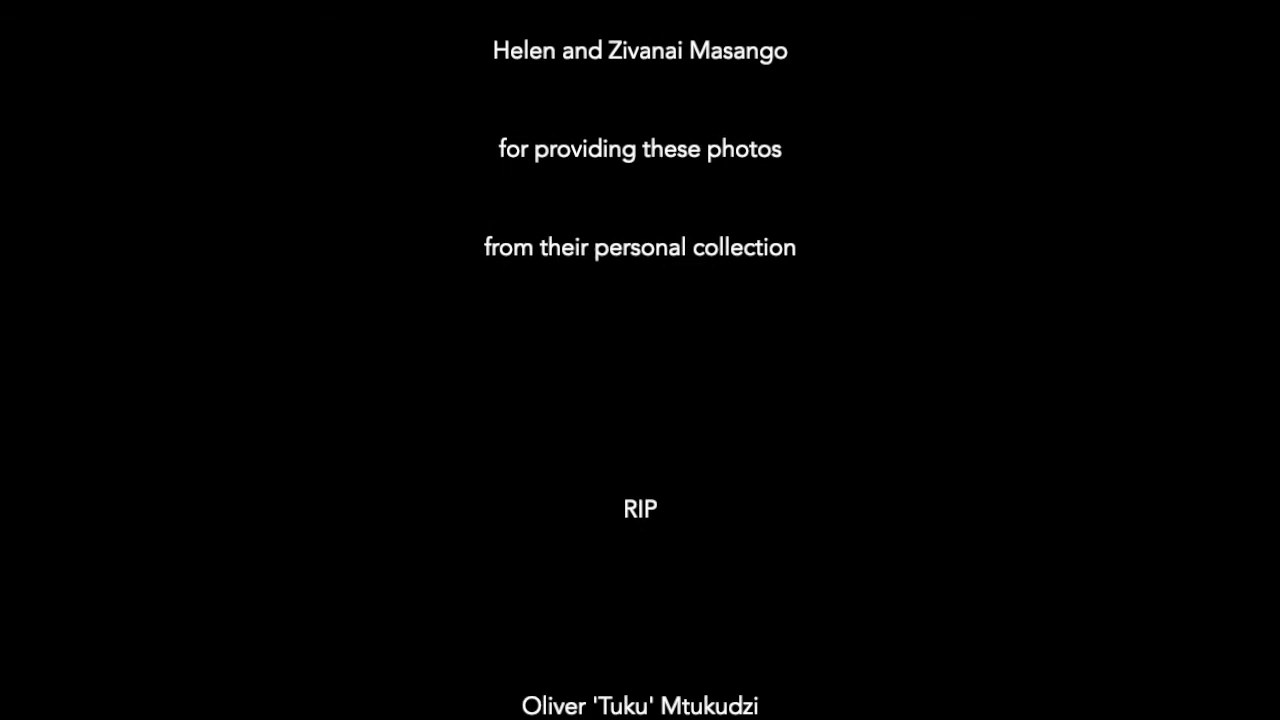 Helen and Zivanai Masango
for providing these photos
from their personal collection
RIP
Oliver 'Tuku' Mtukudzi